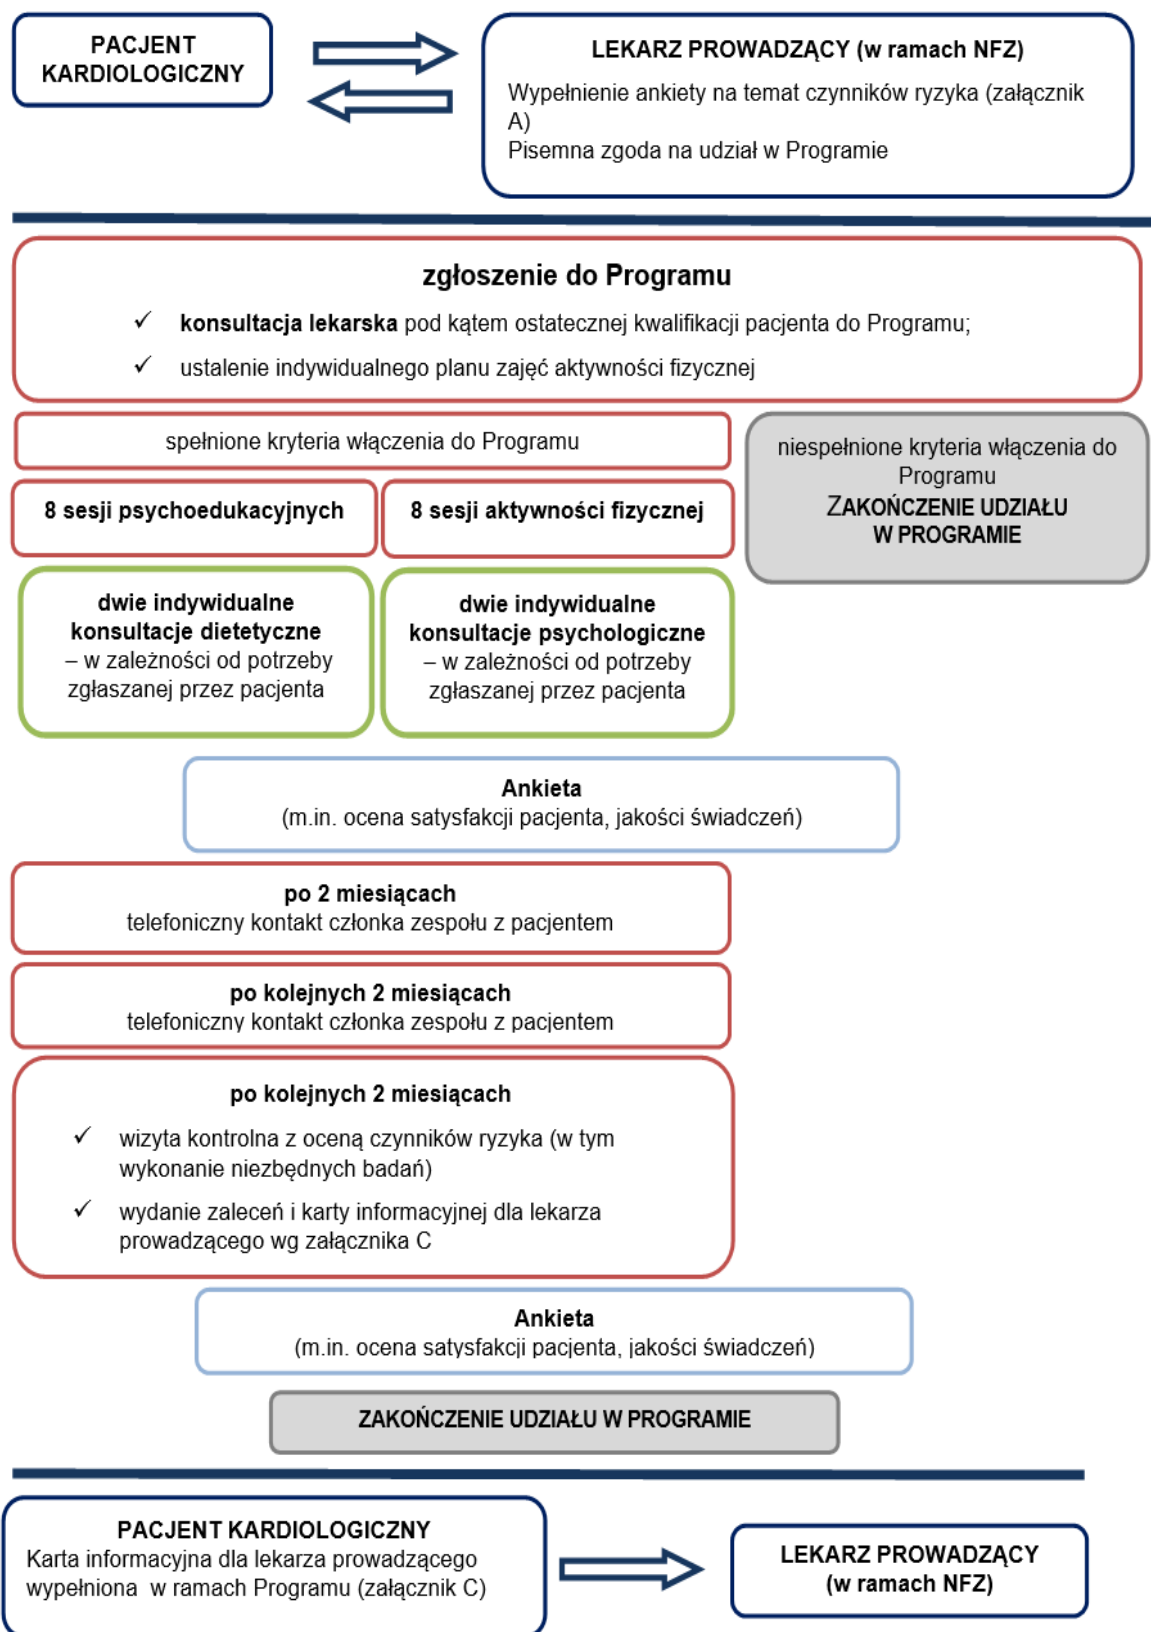 PACJENT
KARDIOLOGICZNY
LEKARZ PROWADZĄCY (w ramach NFZ)
Wypełnienie ankiety na temat czynników ryzyka (załącznik
A)
Pisemna zgoda na udział w Programie
zgłoszenie do Programu
✓ konsultacja lekarska pod kątem ostatecznej kwalifikacji pacjenta do Programu;
✓ ustalenie indywidualnego planu zajęć aktywności fizycznej
spełnione kryteria włączenia do Programu
niespełnione kryteria włączenia do
Programu
ZAKOŃCZENIE UDZIAŁU
W PROGRAMIE
8 sesji psychoedukacyjnych
8 sesji aktywności fizycznej
dwie indywidualne
konsultacje dietetyczne
– w zależności od potrzeby
zgłaszanej przez pacjenta
dwie indywidualne
konsultacje psychologiczne
– w zależności od potrzeby
zgłaszanej przez pacjenta
Ankieta
(m.in. ocena satysfakcji pacjenta, jakości świadczeń)
po 2 miesiącach
telefoniczny kontakt członka zespołu z pacjentem
po kolejnych 2 miesiącach
telefoniczny kontakt członka zespołu z pacjentem
po kolejnych 2 miesiącach
✓ wizyta kontrolna z oceną czynników ryzyka (w tym
wykonanie niezbędnych badań)
✓ wydanie zaleceń i karty informacyjnej dla lekarza
prowadzącego wg załącznika C
Ankieta
(m.in. ocena satysfakcji pacjenta, jakości świadczeń)
ZAKOŃCZENIE UDZIAŁU W PROGRAMIE
PACJENT KARDIOLOGICZNY
Karta informacyjna dla lekarza prowadzącego
wypełniona w ramach Programu (załącznik C)
LEKARZ PROWADZĄCY
(w ramach NFZ)